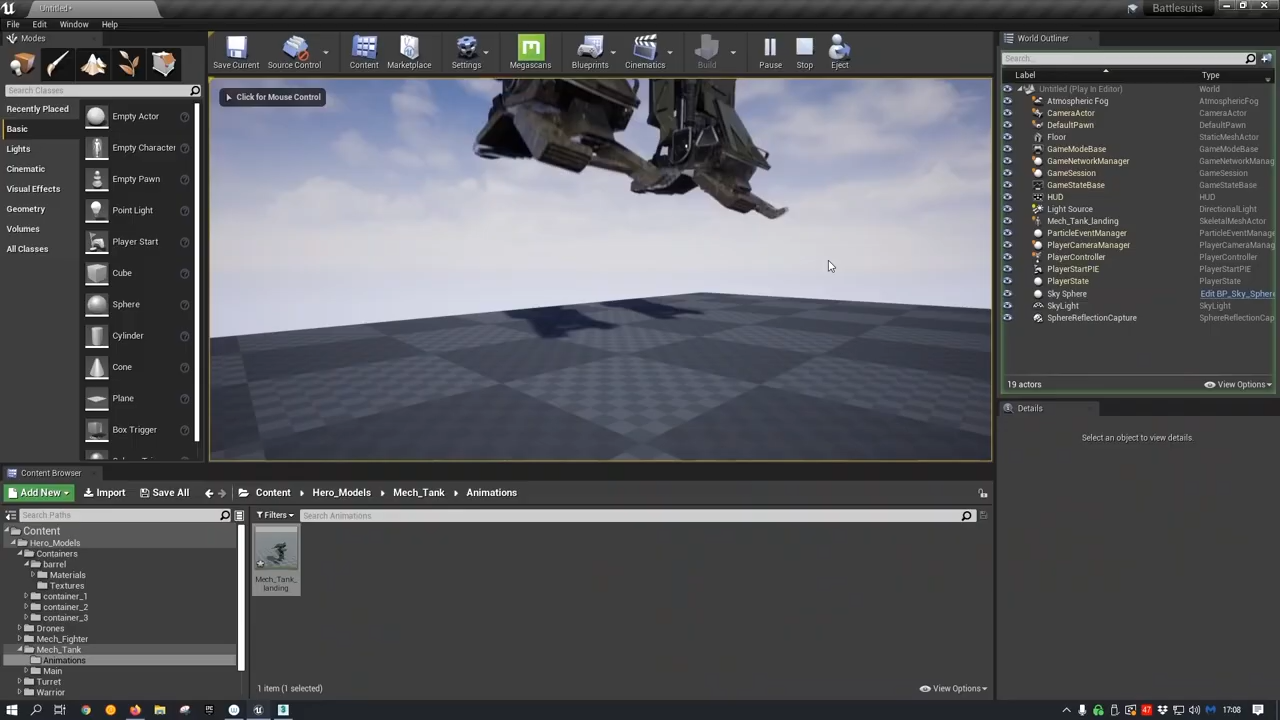 Untitled*
Battlesuits
File Edit Window Help
Modes
World Outliner
Search Classes
Save Current
Source Control
Content
Marketplace
Settings
Megascans
Blueprints
Cinematics
Build
Pause
Stop
Eject
Click for Mouse Control
Recently Placed
Basic
Lights
Cinematic
Visual Effects
Geometry
Volumes
All Classes
Empty Actor
Empty Character
Empty Pawn
Point Light
Player Start
Cube
Sphere
Cylinder
Cone
Plane
Box Trigger
Search...
Label Type
Untitled (Play In Editor) World
Atmospheric Fog AtmosphericFog
CameraActor CameraActor
DefaultPawn DefaultPawn
Floor StaticMeshActor
GameModeBase GameModeBase
GameNetworkManager GameNetworkManag
GameSession GameSession
GameStateBase GameStateBase
HUD HUD
Light Source DirectionalLight
Mech_Tank_landing SkeletalMeshActor
ParticleEventManager ParticleEventManage
PlayerCameraManager PlayerCameraManag
PlayerController PlayerController
PlayerStartPIE PlayerStartPIE
PlayerState PlayerState
Sky Sphere Edit BP_Sky_Sphere
SkyLight SkyLight
SphereReflectionCapture SphereReflectionCap
19 actors View Options
Details
Select an object to view details.
Content Browser
Add New Import Save All Content Hero_Models Mech_Tank Animations
Search Paths
Filters Search Animations
Content
Hero_Models
Containers
barrel
Materials
Textures
container_1
container_2
container_3
Drones
Mech_Fighter
Mech_Tank
Animations
Main
Turret
Warrior
Mech_Tank_
landing
1 item (1 selected) View Options
47
17:08